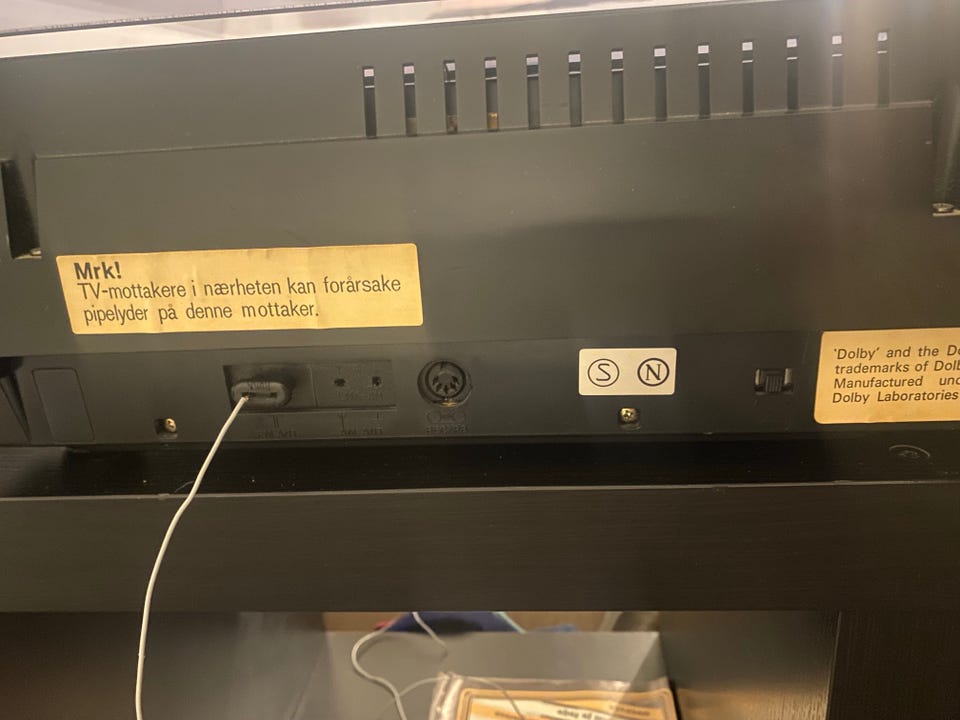 Mrk!
TV-mottakere i nærheten kan forårsake
pipelyder på denne mottaker.
S N
'Dolby' and the Do
trademarks of Dolb
Manufactured und
Dolby Laboratories